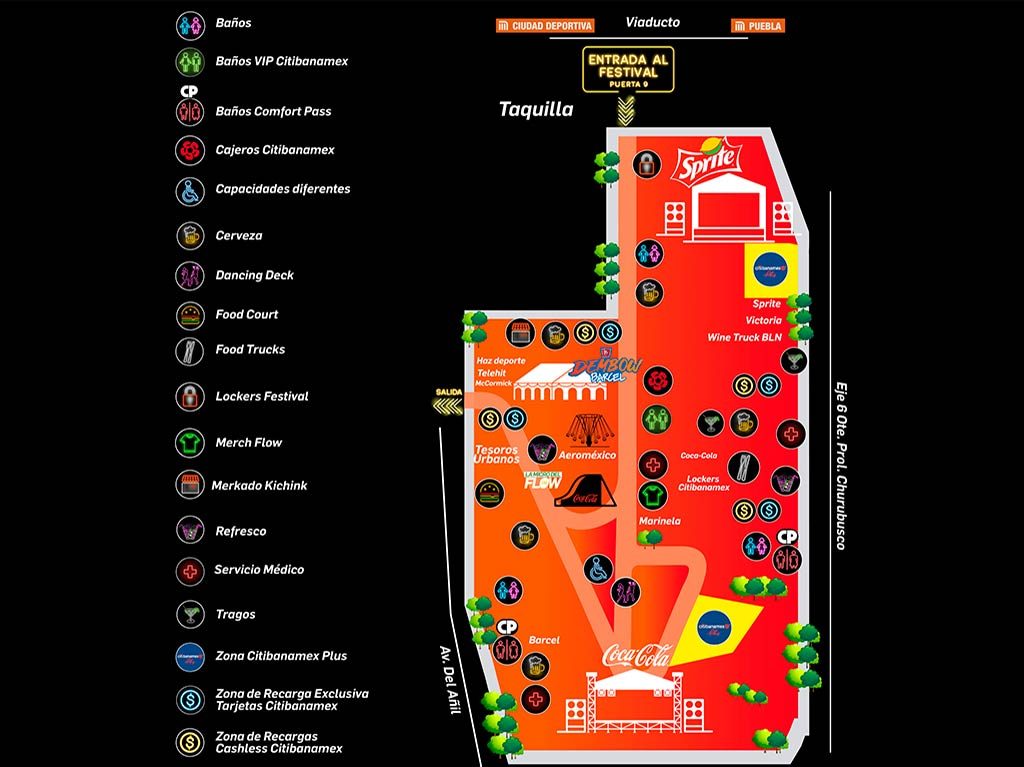 Baños
Baños VIP Citibanamex
CP
Baños Comfort Pass
Cajeros Citibanamex
Capacidades diferentes
Cerveza
Dancing Deck
Food Court
Food Trucks
Lockers Festival
Merch Flow
Merkado Kichink
Refresco
Servicio Médico
Tragos
citibanamex
Zona Citibanamex Plus
Zona de Recarga Exclusiva
Tarjetas Citibanamex
Zona de Recargas
Cashless Citibanamex
CIUDAD DEPORTIVA
Viaducto
PUEBLA
ENTRADA AL
FESTIVAL
PUERTA 9
Taquilla
Sprite
citibanamex
Sprite
Victoria
Wine Truck BLN
Haz deporte
Telehit
McCormick
DEMBOW
BARCEL
SALIDA
Tesoros
Urbanos
Aeroméxico
LA MICRO DEL
FLOW
Coca-Cola
Coca-Cola
Lockers
Citibanamex
Marinela
CP
CP
Barcel
citibanamex
Coca-Cola
Av. Del Añil
Eje 6 Ote. Prol. Churubusco